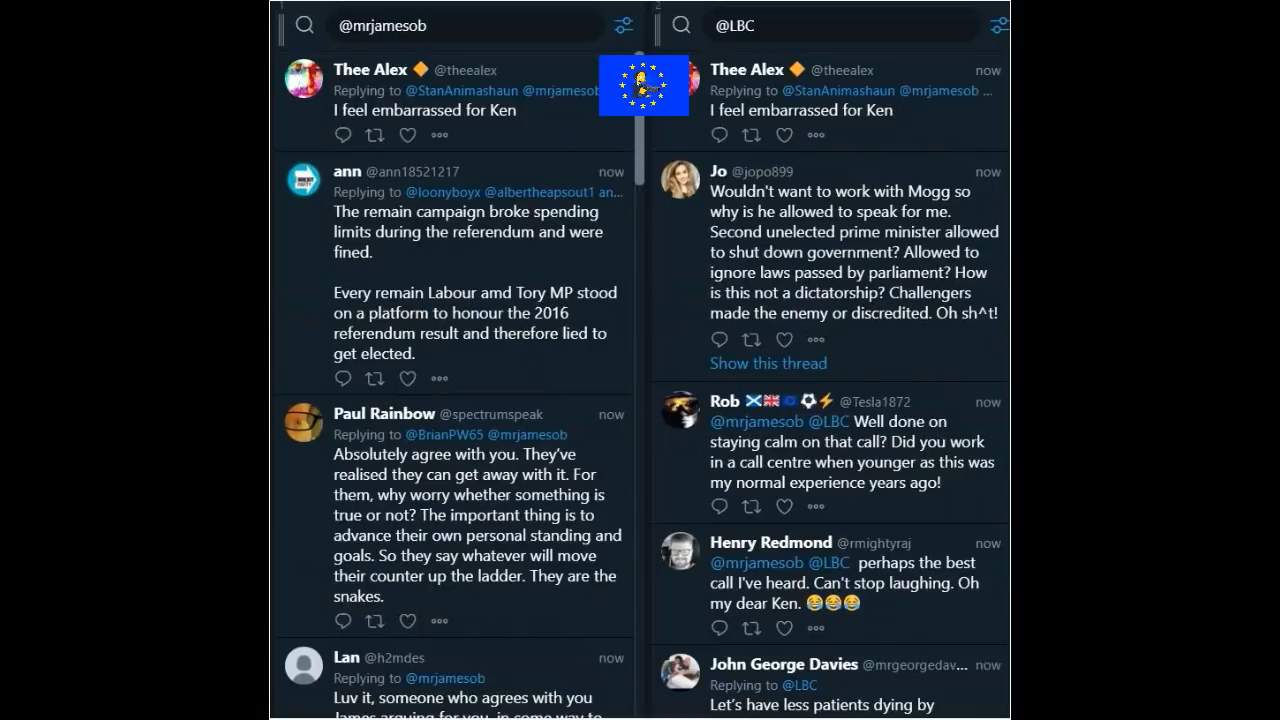 1
@mrjamesob
Thee Alex 🔶 @theealex
Replying to @StanAnimashaun @mrjamesob
I feel embarrassed for Ken
ann @ann18521217 now
Replying to @loonyboyx @albertheapsout1 an...
The remain campaign broke spending
limits during the referendum and were
fined.
Every remain Labour amd Tory MP stood
on a platform to honour the 2016
referendum result and therefore lied to
get elected.
Paul Rainbow @spectrumspeak now
Replying to @BrianPW65 @mrjamesob
Absolutely agree with you. They've
realised they can get away with it. For
them, why worry whether something is
true or not? The important thing is to
advance their own personal standing and
goals. So they say whatever will move
their counter up the ladder. They are the
snakes.
Lan @h2mdes now
Replying to @mrjamesob
Luv it, someone who agrees with you
James arguing for you, in some way to
2
@LBC
Thee Alex 🔶 @theealex now
Replying to @StanAnimashaun @mrjamesob ...
I feel embarrassed for Ken
Jo @jopo899 now
Wouldn't want to work with Mogg so
why is he allowed to speak for me.
Second unelected prime minister allowed
to shut down government? Allowed to
ignore laws passed by parliament? How
is this not a dictatorship? Challengers
made the enemy or discredited. Oh sh^t!
Show this thread
Rob 🏴󠁧󠁢󠁳󠁣󠁴󠁿🇬🇧🇪🇺⚽⚡ @Tesla1872 now
@mrjamesob @LBC Well done on
staying calm on that call? Did you work
in a call centre when younger as this was
my normal experience years ago!
Henry Redmond @rmightyraj now
@mrjamesob @LBC perhaps the best
call I've heard. Can't stop laughing. Oh
my dear Ken. 😂😂😂
John George Davies @mrgeorgedav... now
Replying to @LBC
Let's have less patients dying by